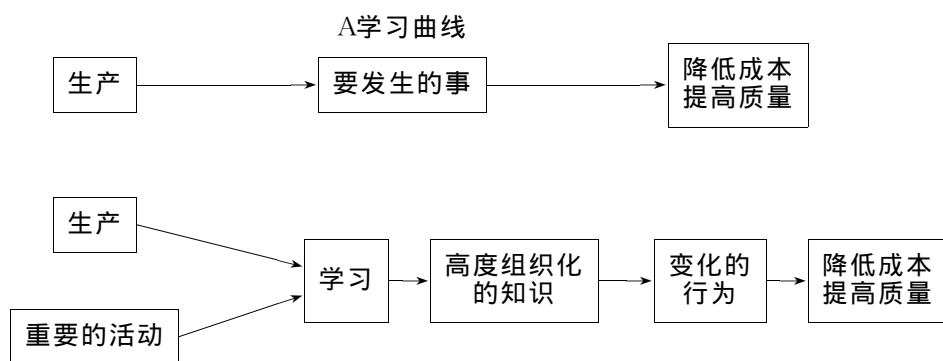 A学习曲线
生产
要发生的事
降低成本
提高质量
生产
重要的活动
学习
高度组织化
的知识
变化的
行为
降低成本
提高质量